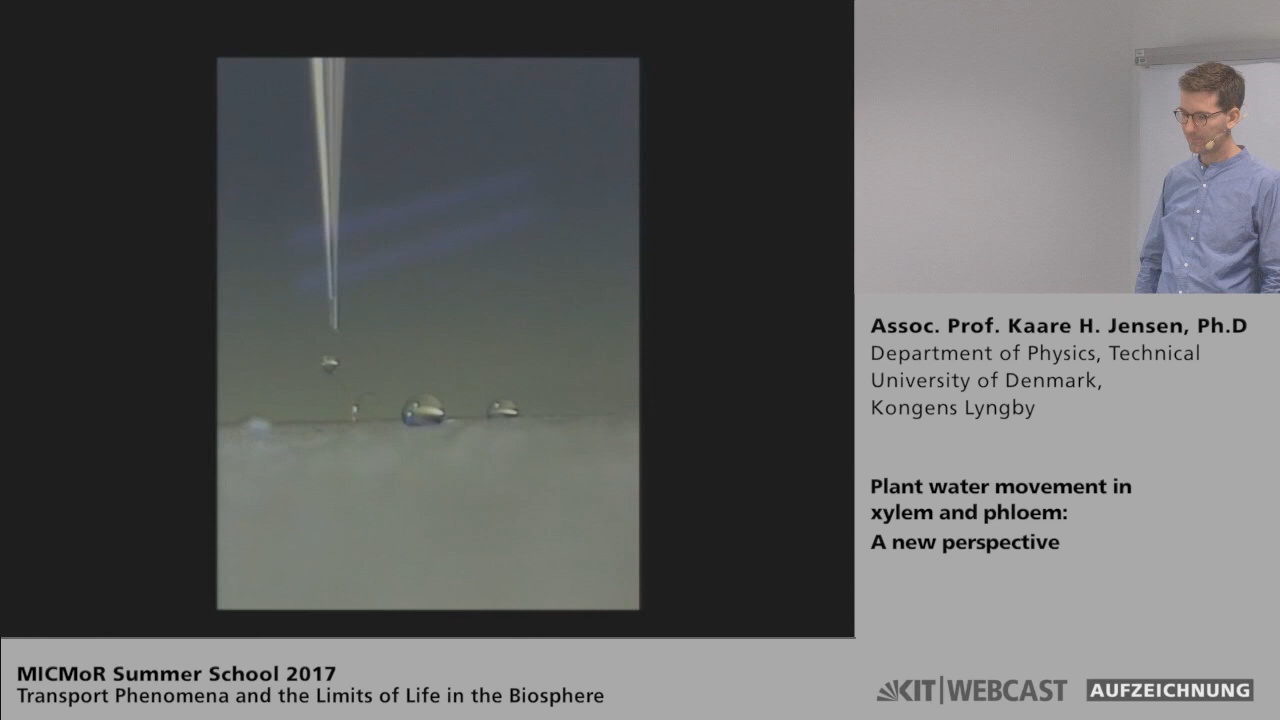 Assoc. Prof. Kaare H. Jensen, Ph.D
Department of Physics, Technical
University of Denmark,
Kongens Lyngby
Plant water movement in
xylem and phloem:
A new perspective
MICMoR Summer School 2017
Transport Phenomena and the Limits of Life in the Biosphere
KIT|WEBCAST AUFZEICHNUNG